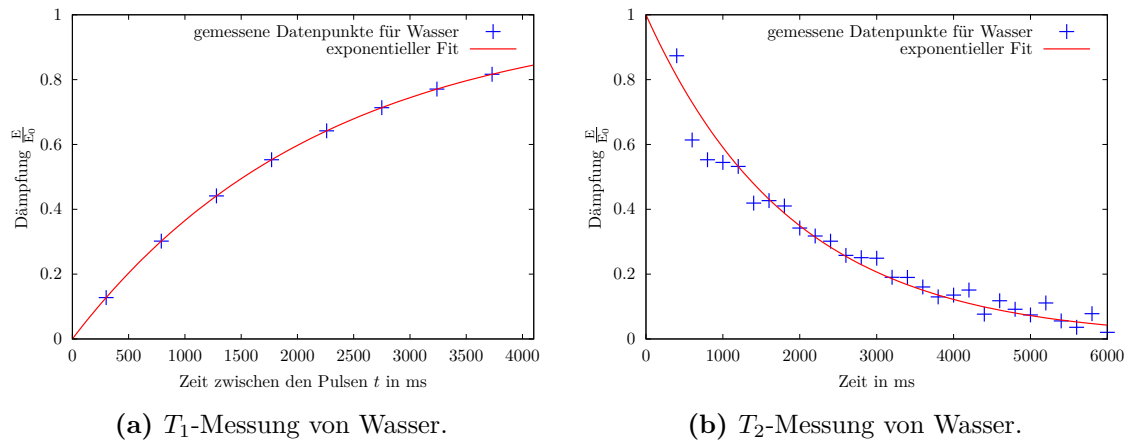 gemessene Datenpunkte für Wasser
exponentieller Fit
Dämpfung E/E₀
1
0.8
0.6
0.4
0.2
0
0 500 1000 1500 2000 2500 3000 3500 4000
Zeit zwischen den Pulsen t in ms
(a) T₁-Messung von Wasser.
gemessene Datenpunkte für Wasser
exponentieller Fit
Dämpfung E/E₀
1
0.8
0.6
0.4
0.2
0
0 1000 2000 3000 4000 5000 6000
Zeit in ms
(b) T₂-Messung von Wasser.